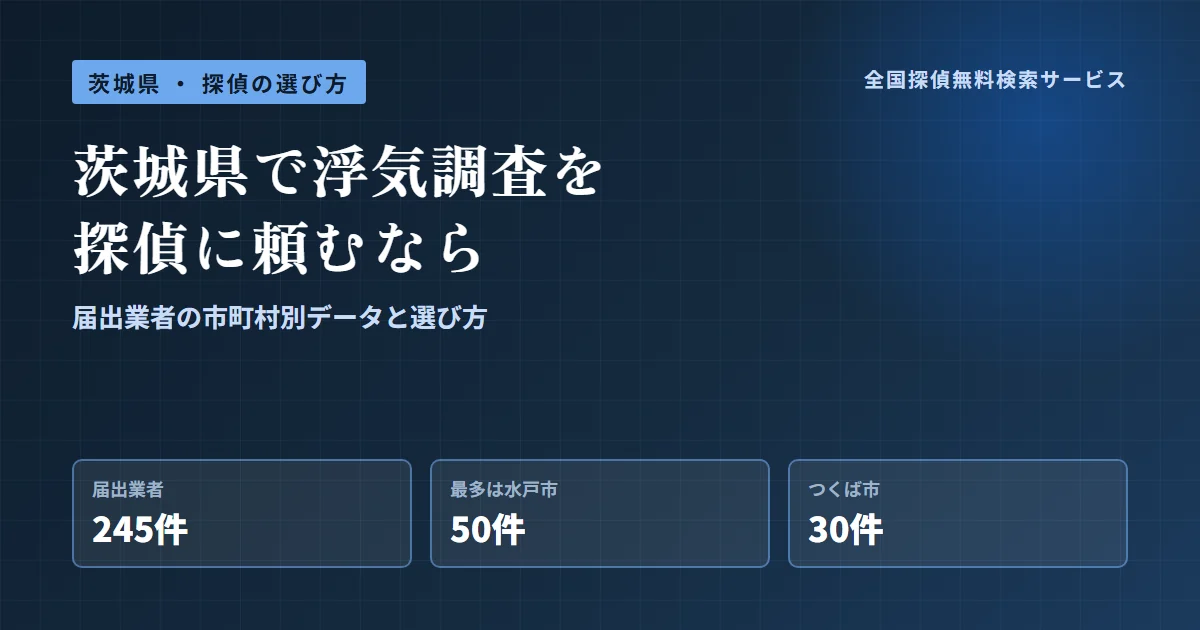 茨城県 ・ 探偵の選び方
全国探偵無料検索サービス
茨城県で浮気調査を
探偵に頼むなら
届出業者の市町村別データと選び方
届出業者
245件
最多は水戸市
50件
つくば市
30件